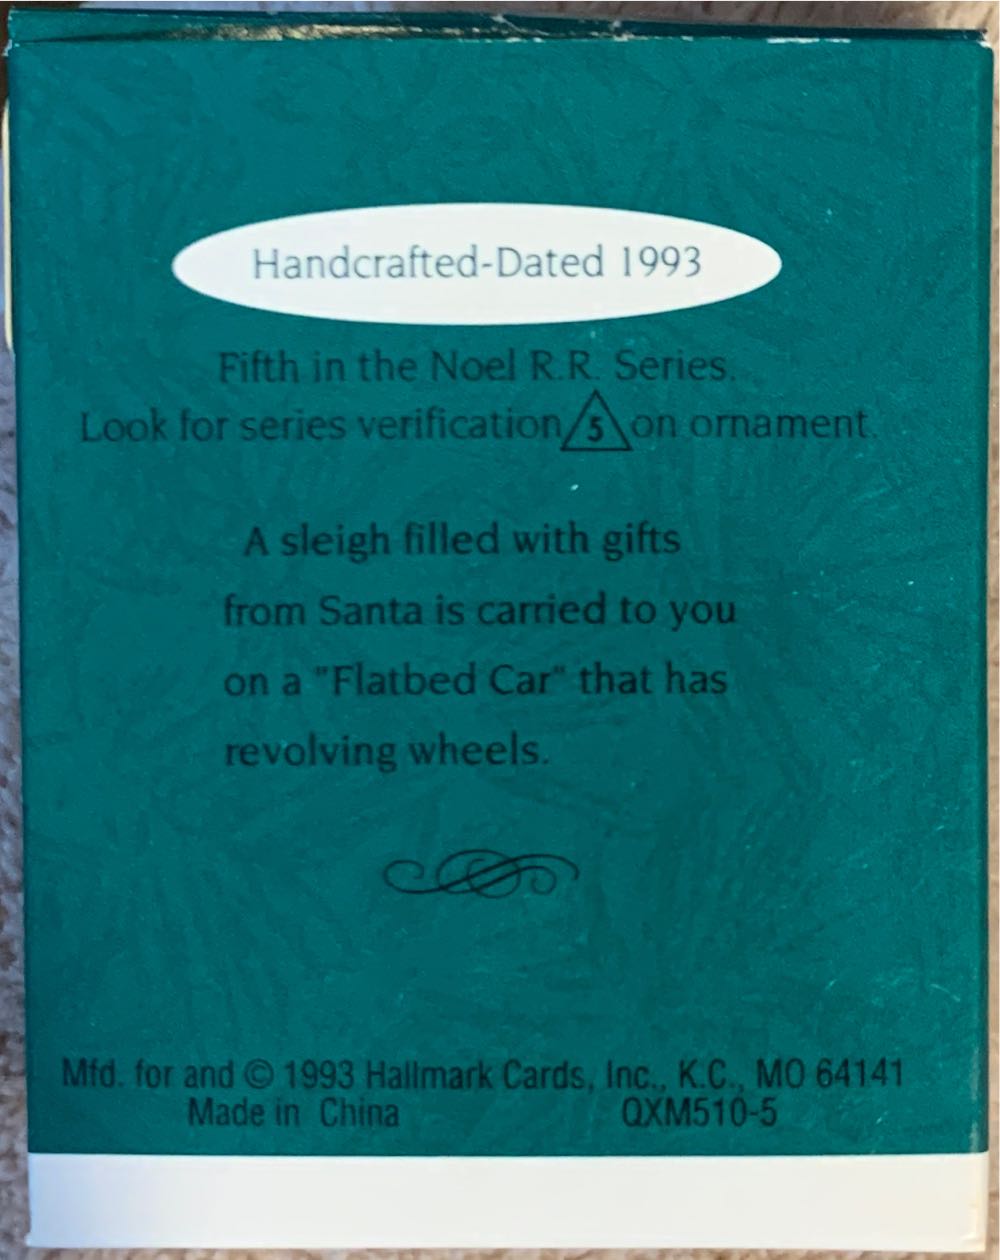 Handcrafted-Dated 1993
Fifth in the Noel R.R. Series.
Look for series verification 5 on ornament.
A sleigh filled with gifts
from Santa is carried to you
on a "Flatbed Car" that has
revolving wheels.
Mfd. for and © 1993 Hallmark Cards, Inc., K.C., MO 64141
Made in China QXM510-5